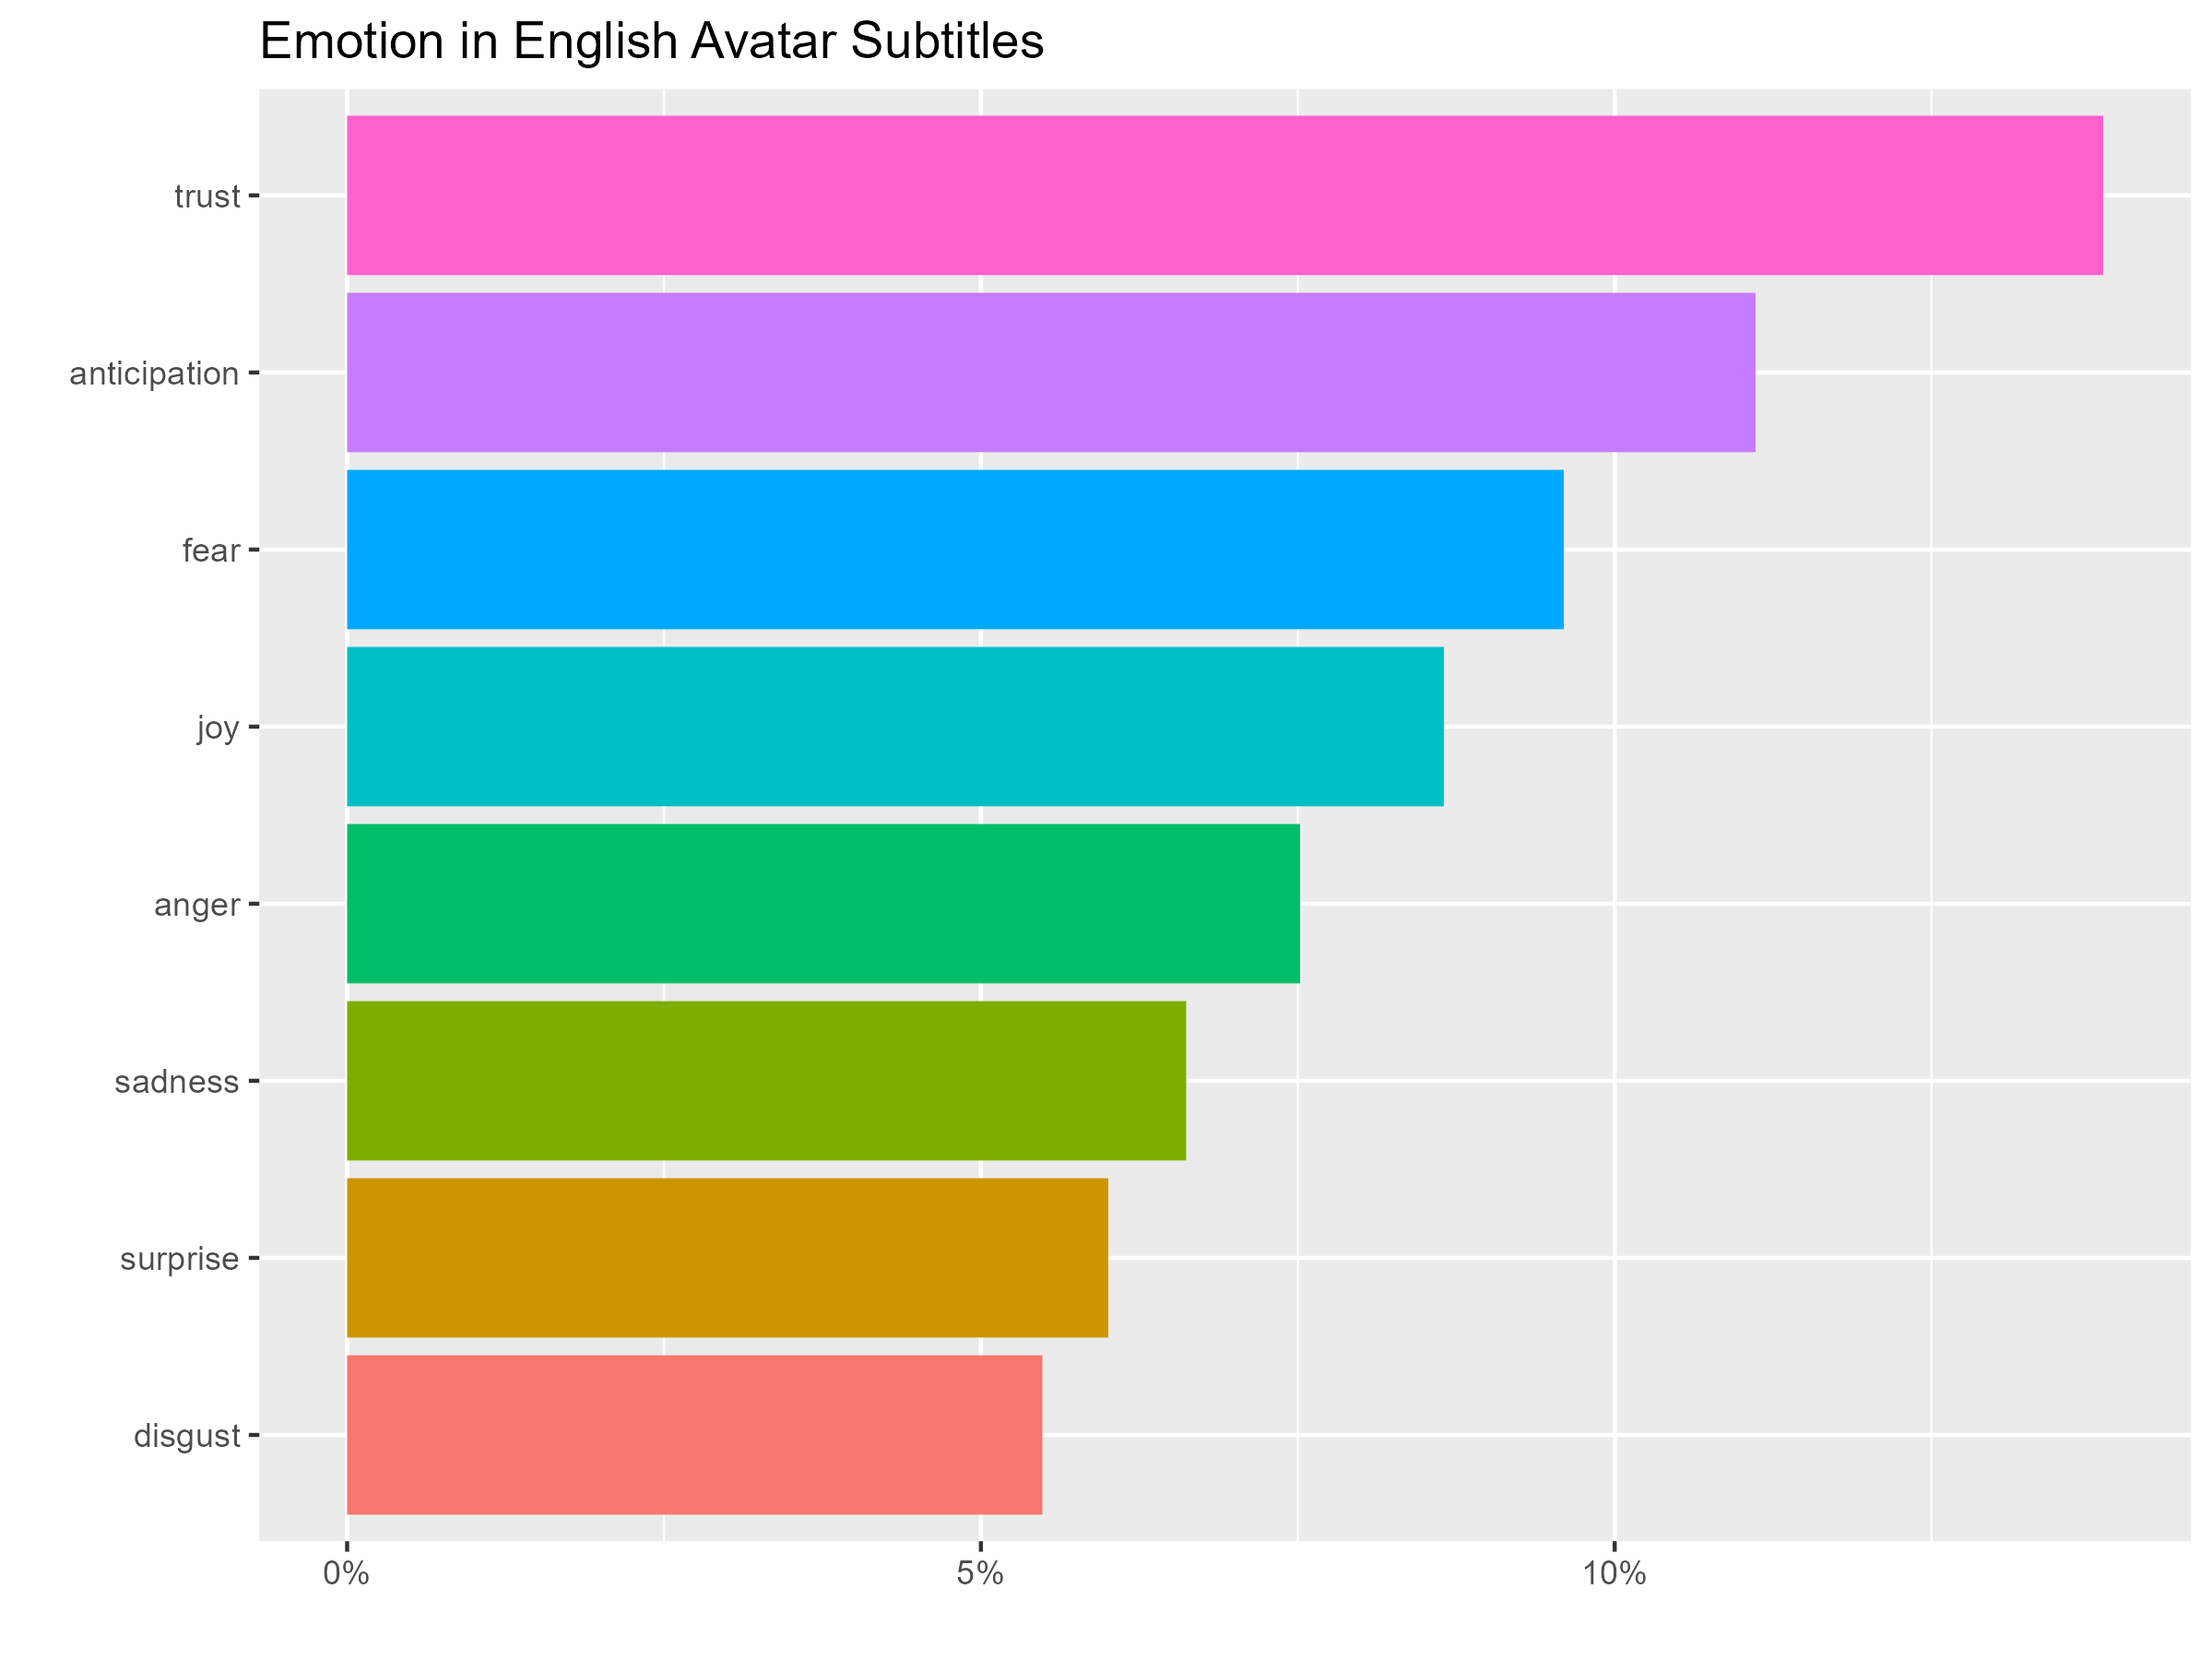 Emotion in English Avatar Subtitles
trust
anticipation
fear
joy
anger
sadness
surprise
disgust
0% 5% 10%